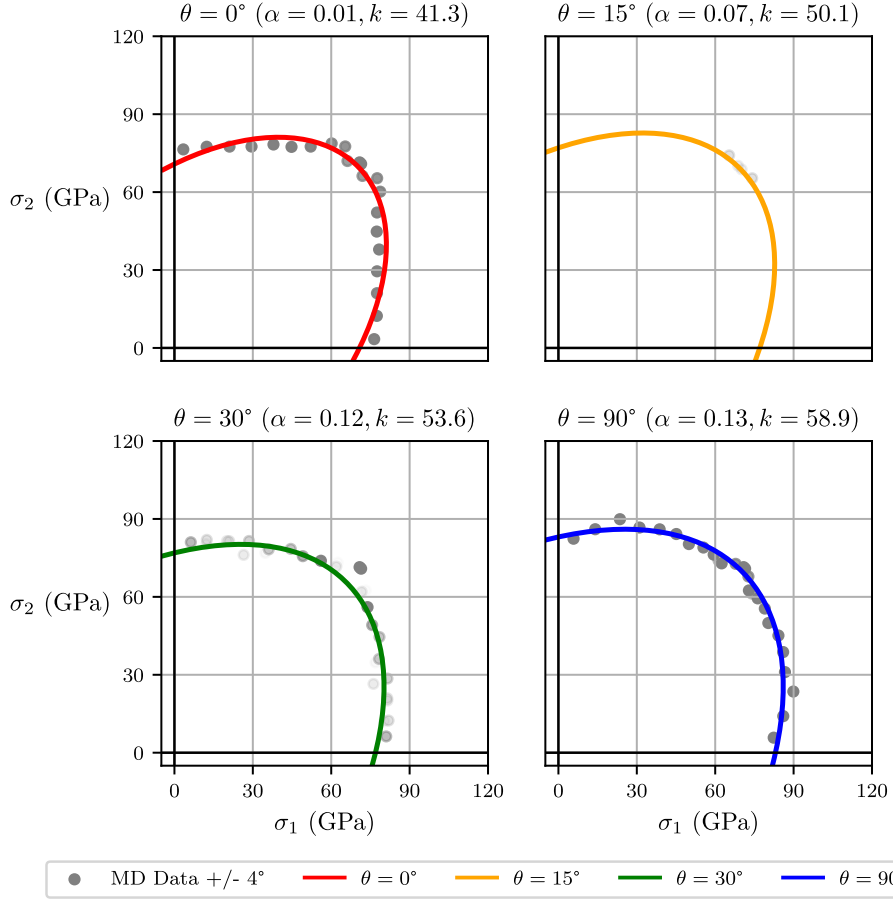 θ = 0° (α = 0.01, k = 41.3)
θ = 15° (α = 0.07, k = 50.1)
120
90
60
30
0
σ₂ (GPa)
θ = 30° (α = 0.12, k = 53.6)
θ = 90° (α = 0.13, k = 58.9)
120
90
60
30
0
σ₂ (GPa)
0 30 60 90 120
0 30 60 90 120
σ₁ (GPa)
σ₁ (GPa)
MD Data +/- 4° θ = 0° θ = 15° θ = 30° θ = 90